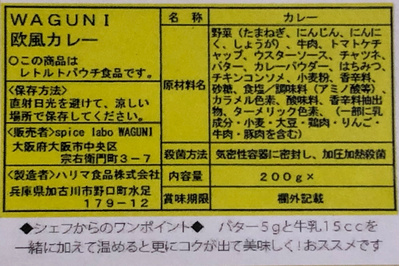 WAGUNI
欧風カレー
○この商品は
レトルトパウチ食品です。
<保存方法>
直射日光を避けて、涼しい
場所で保存してください。
<販売者>spice labo WAGUNI
大阪府大阪市中央区
宗右衛門町3-7
<製造者>ハリマ食品株式会社
兵庫県加古川市野口町水足
179-12
名称 カレー
原材料名
野菜(たまねぎ、にんじん、にんに
く、しょうが)、牛肉、トマトケチ
ャップ、ウスターソース、チャツネ、
バター、カレーパウダー、はちみつ、
チキンコンソメ、小麦粉、香辛料、
砂糖、食塩/調味料(アミノ酸等)、
カラメル色素、酸味料、香辛料抽出
物、ターメリック色素、(一部に乳
成分・小麦・大豆・鶏肉・りんご・
牛肉・豚肉を含む)
殺菌方法 気密性容器に密封し、加圧加熱殺菌
内容量 200g×
賞味期限 欄外記載
◆シェフからのワンポイント◆ バター5gと牛乳15ccを
一緒に加えて温めると更にコクが出て美味しく!おススメです